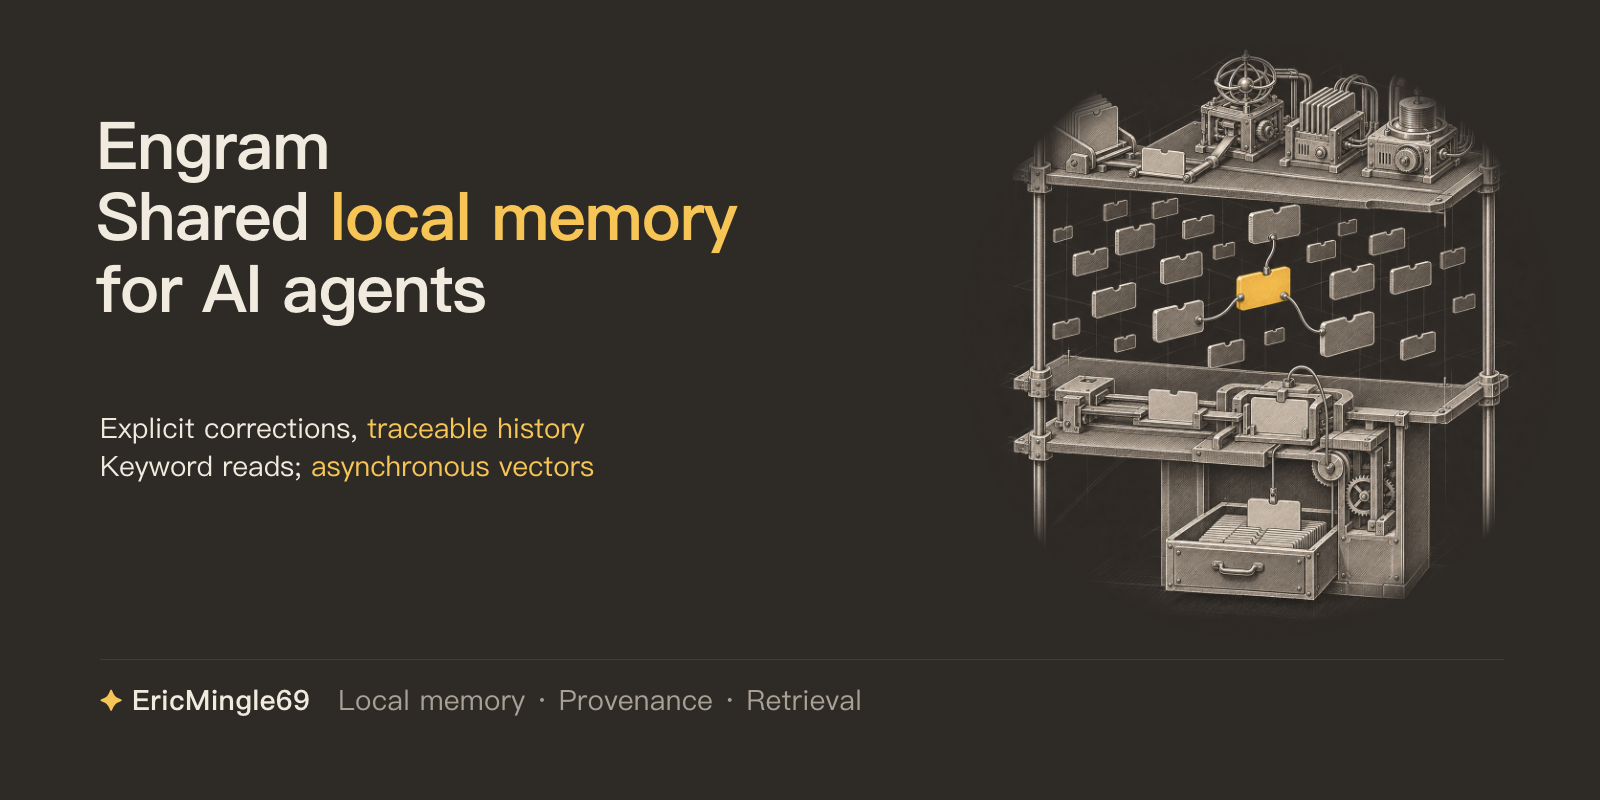 Engram
Shared local memory
for AI agents
Explicit corrections, traceable history
Keyword reads; asynchronous vectors
EricMingle69 Local memory · Provenance · Retrieval